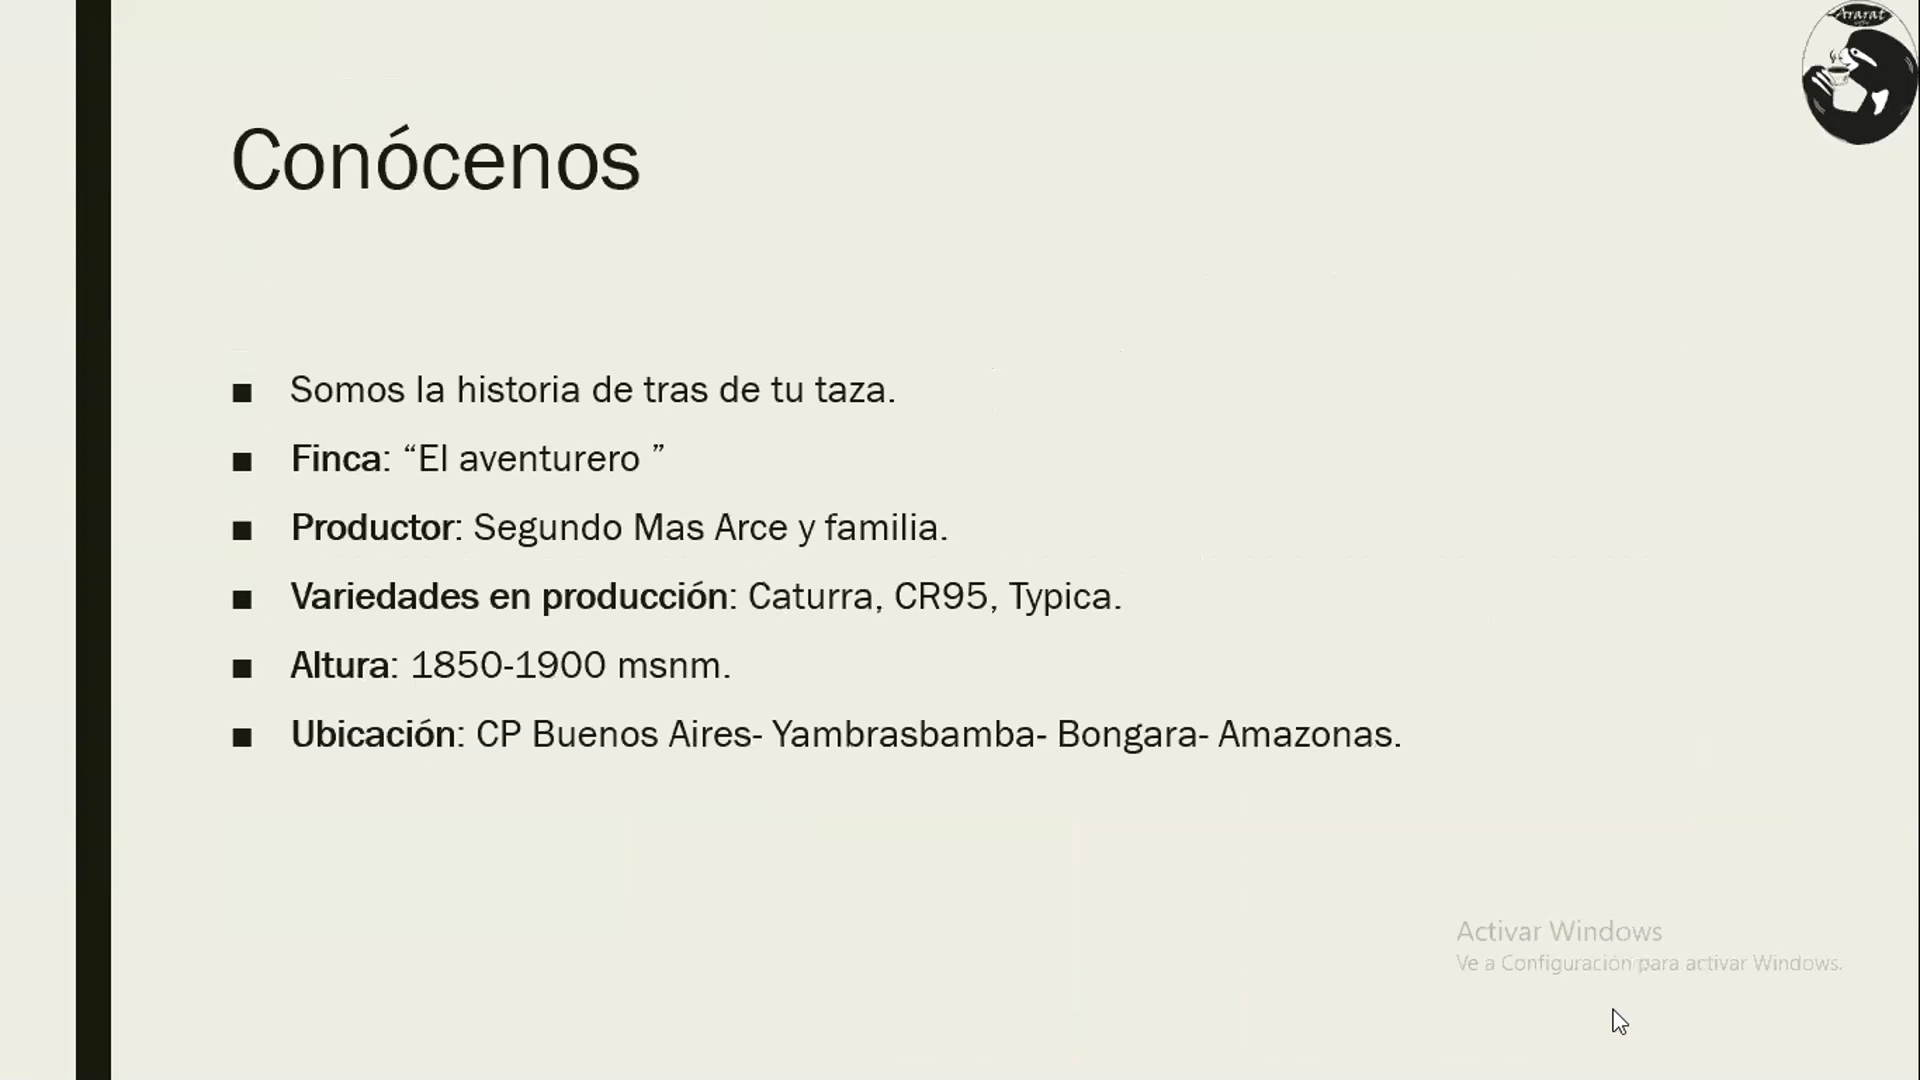 Ararat
Conócenos
■ Somos la historia de tras de tu taza.
■ Finca: “El aventurero ”
■ Productor: Segundo Mas Arce y familia.
■ Variedades en producción: Caturra, CR95, Typica.
■ Altura: 1850-1900 msnm.
■ Ubicación: CP Buenos Aires- Yambrasbamba- Bongara- Amazonas.
Activar Windows
Ve a Configuración para activar Windows.